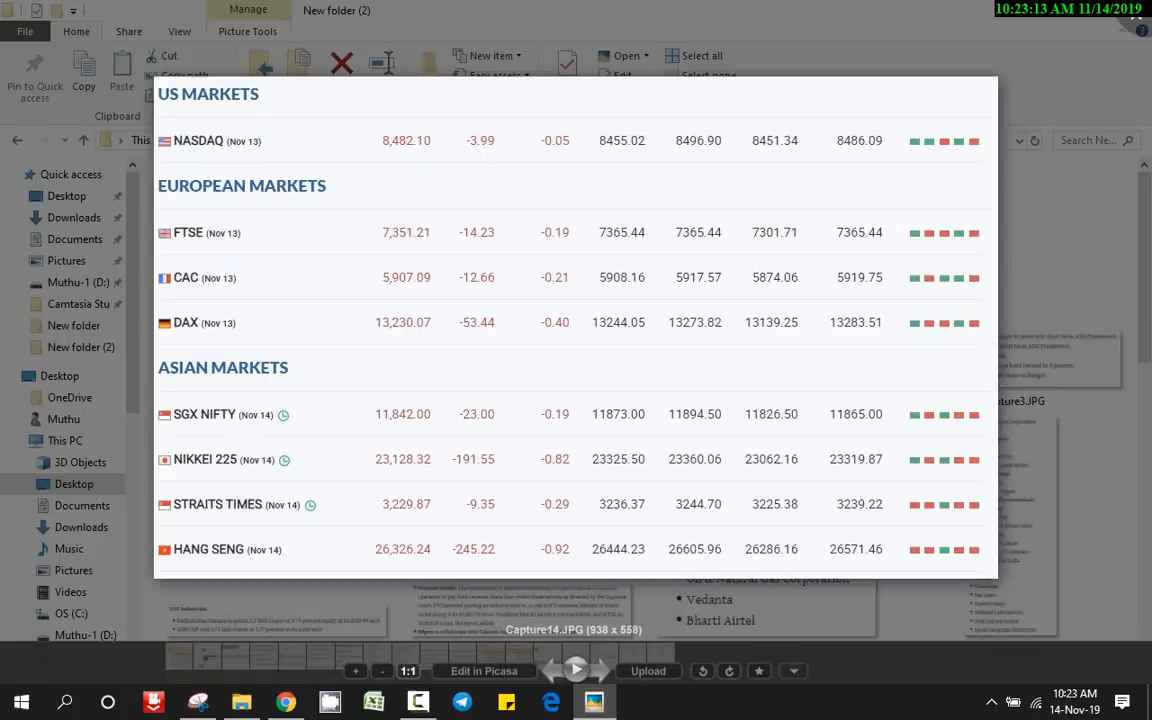 Manage
New folder (2)
10:23:13 AM 11/14/2019
File
Home
Share
View
Picture Tools
Pin to Quick access
Copy
Paste
Cut
Copy path
New item
Easy access
Open
Edit
Select all
Select none
Clipboard
This
Search Ne...
Quick access
Desktop
Downloads
Documents
Pictures
Muthu-1 (D:)
Camtasia Stu
New folder
New folder (2)
Desktop
OneDrive
Muthu
This PC
3D Objects
Desktop
Documents
Downloads
Music
Pictures
Videos
OS (C:)
Muthu-1 (D:)
US MARKETS
NASDAQ (Nov 13) 8,482.10 -3.99 -0.05 8455.02 8496.90 8451.34 8486.09
EUROPEAN MARKETS
FTSE (Nov 13) 7,351.21 -14.23 -0.19 7365.44 7365.44 7301.71 7365.44
CAC (Nov 13) 5,907.09 -12.66 -0.21 5908.16 5917.57 5874.06 5919.75
DAX (Nov 13) 13,230.07 -53.44 -0.40 13244.05 13273.82 13139.25 13283.51
ASIAN MARKETS
SGX NIFTY (Nov 14) 11,842.00 -23.00 -0.19 11873.00 11894.50 11826.50 11865.00
NIKKEI 225 (Nov 14) 23,128.32 -191.55 -0.82 23325.50 23360.06 23062.16 23319.87
STRAITS TIMES (Nov 14) 3,229.87 -9.35 -0.29 3236.37 3244.70 3225.38 3239.22
HANG SENG (Nov 14) 26,326.24 -245.22 -0.92 26444.23 26605.96 26286.16 26571.46
ture3.JPG
Vedanta
Bharti Airtel
Capture14.JPG (938 x 558)
+ - 1:1 Edit in Picasa Upload
10:23 AM
14-Nov-19